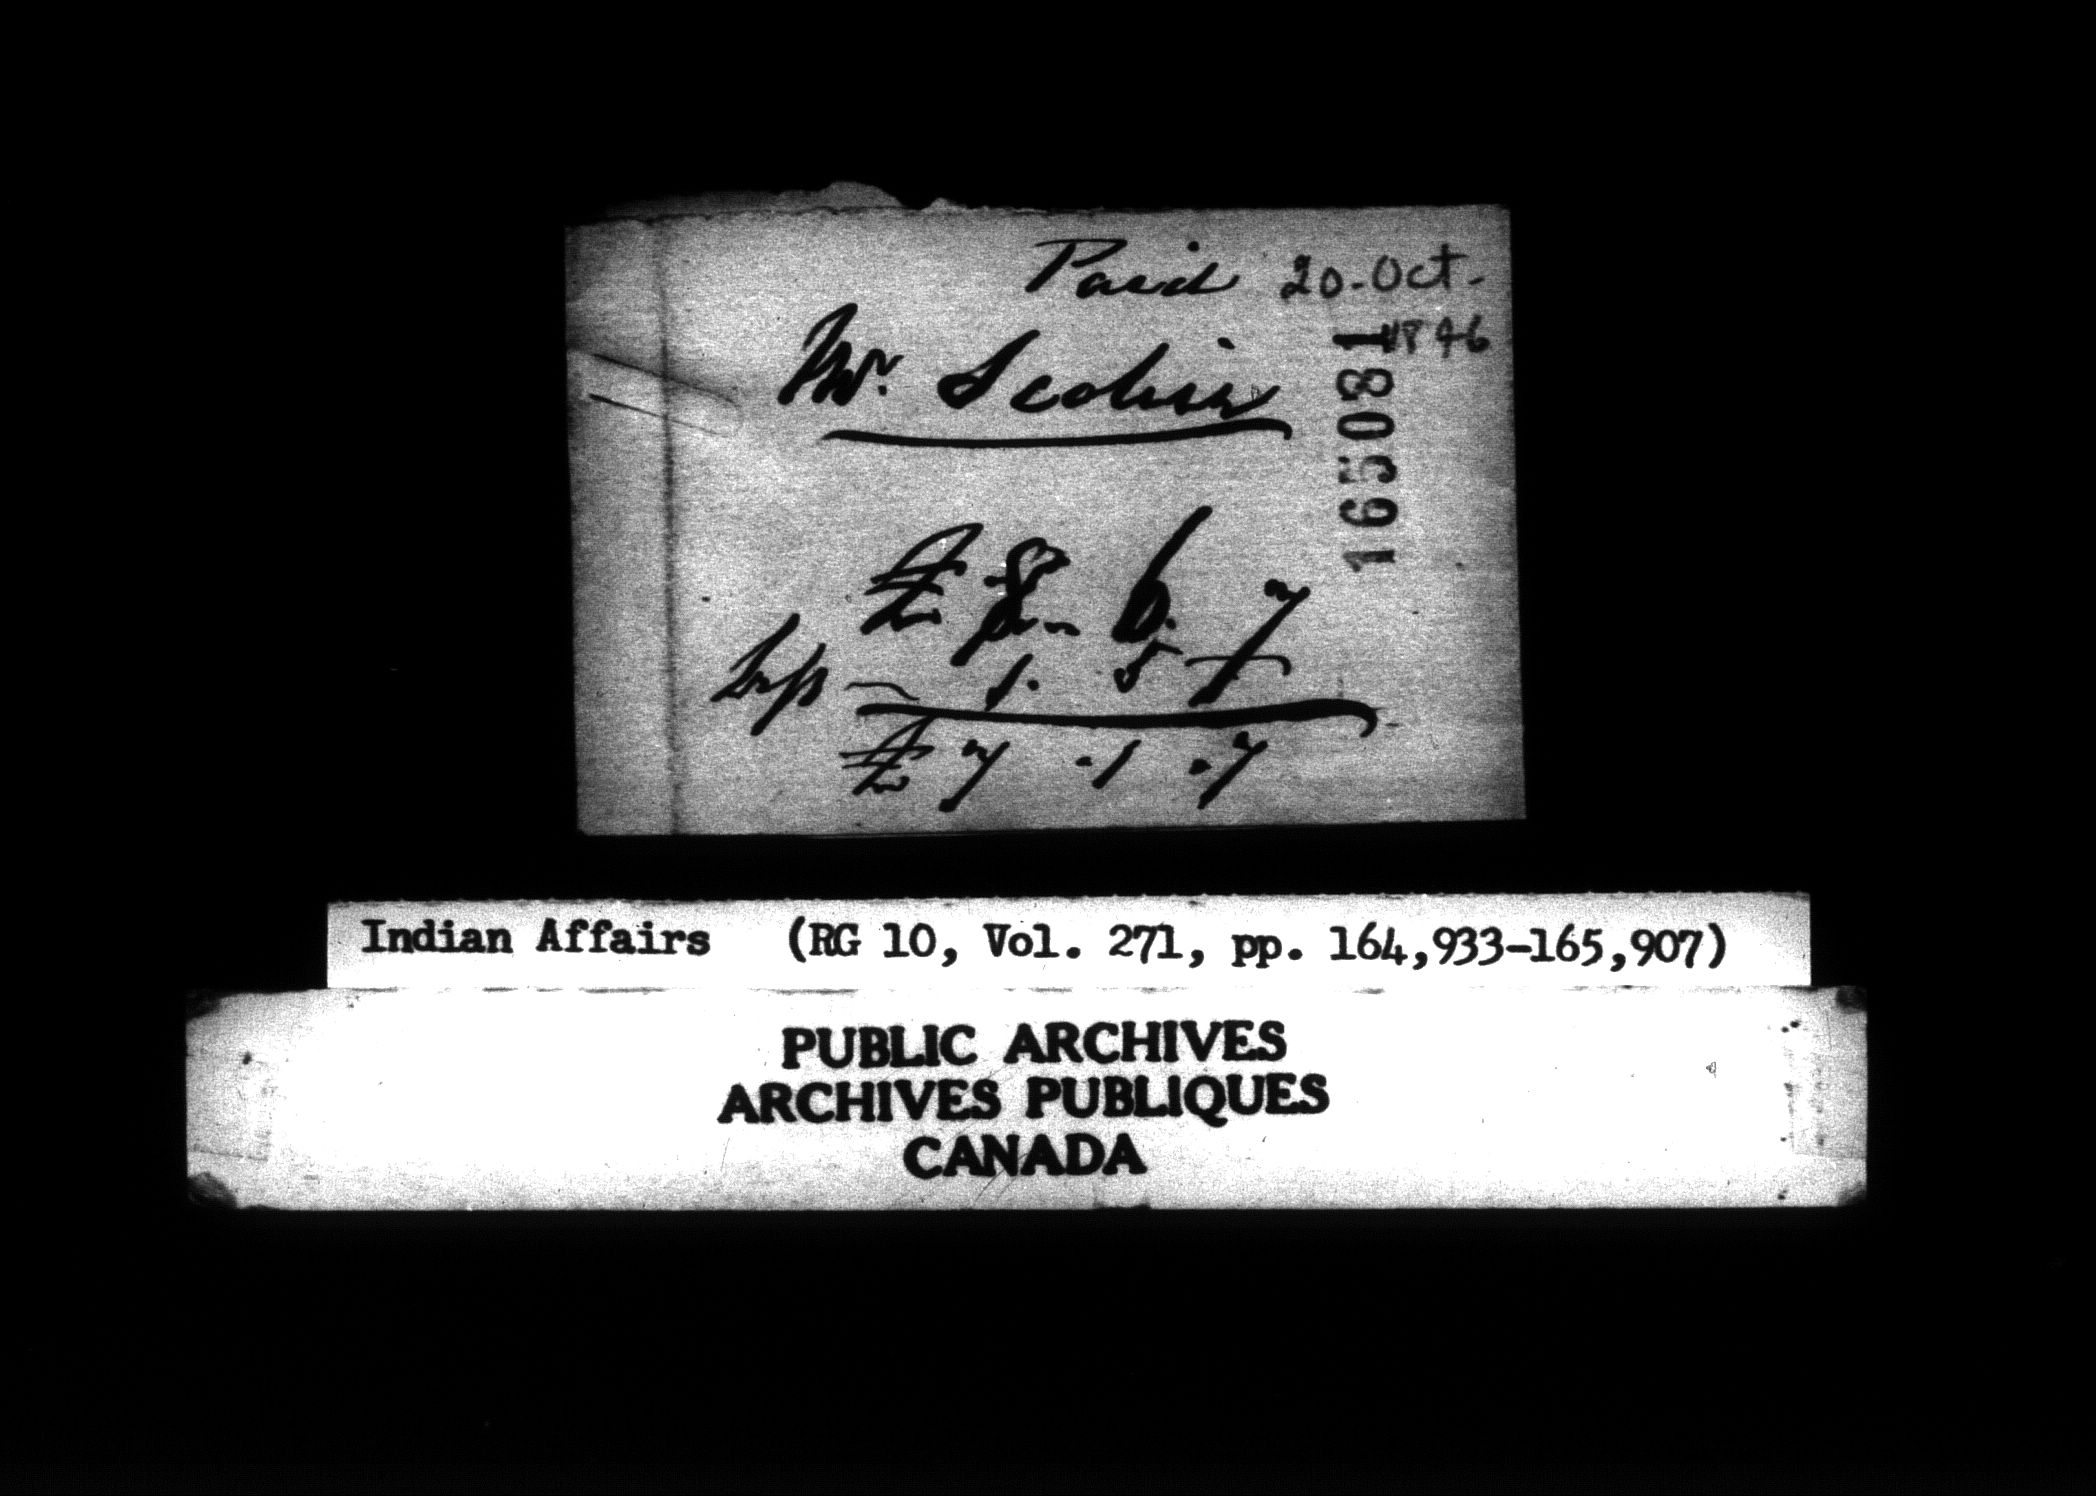 Paid 20-Oct-
1846
Mr. Scobie
165081
£ 8 - 6. 7
Less — 1. 5 —
£ 7 . 1 . 7
Indian Affairs (RG 10, Vol. 271, pp. 164,933-165,907)
PUBLIC ARCHIVES
ARCHIVES PUBLIQUES
CANADA